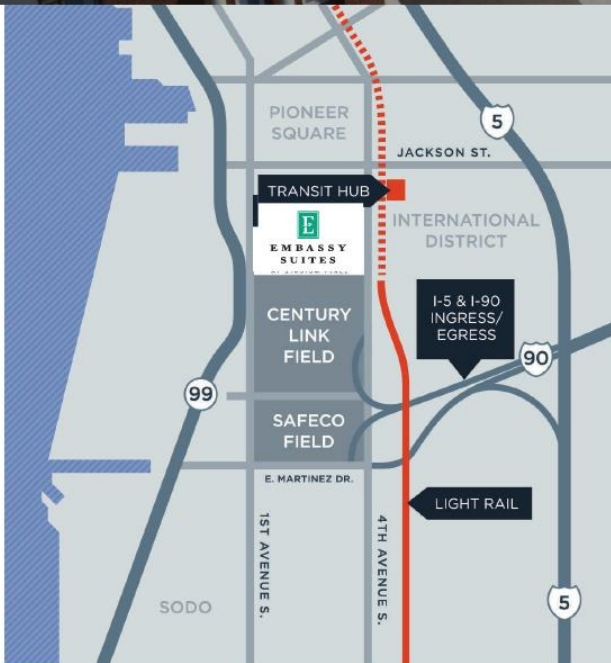 PIONEER
SQUARE
5
JACKSON ST.
TRANSIT HUB
E
EMBASSY
SUITES
INTERNATIONAL
DISTRICT
I-5 & I-90
INGRESS/
EGRESS
CENTURY
LINK
FIELD
90
99
SAFECO
FIELD
E. MARTINEZ DR.
LIGHT RAIL
1ST AVENUE S.
4TH AVENUE S.
SODO
5